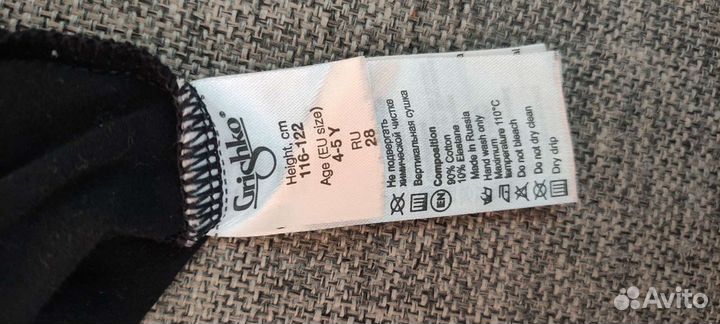 Grishko®
Height, cm
116-122
Age (EU size)
4-5 Y
RU
28
Не подвергать
химической чистке
Вертикальная сушка
EN Composition
90% Cotton
10% Elastane
Made in Russia
Hand wash only
Maximum
temperature 110°C
Do not bleach
Do not dry clean
Dry drip
Avito